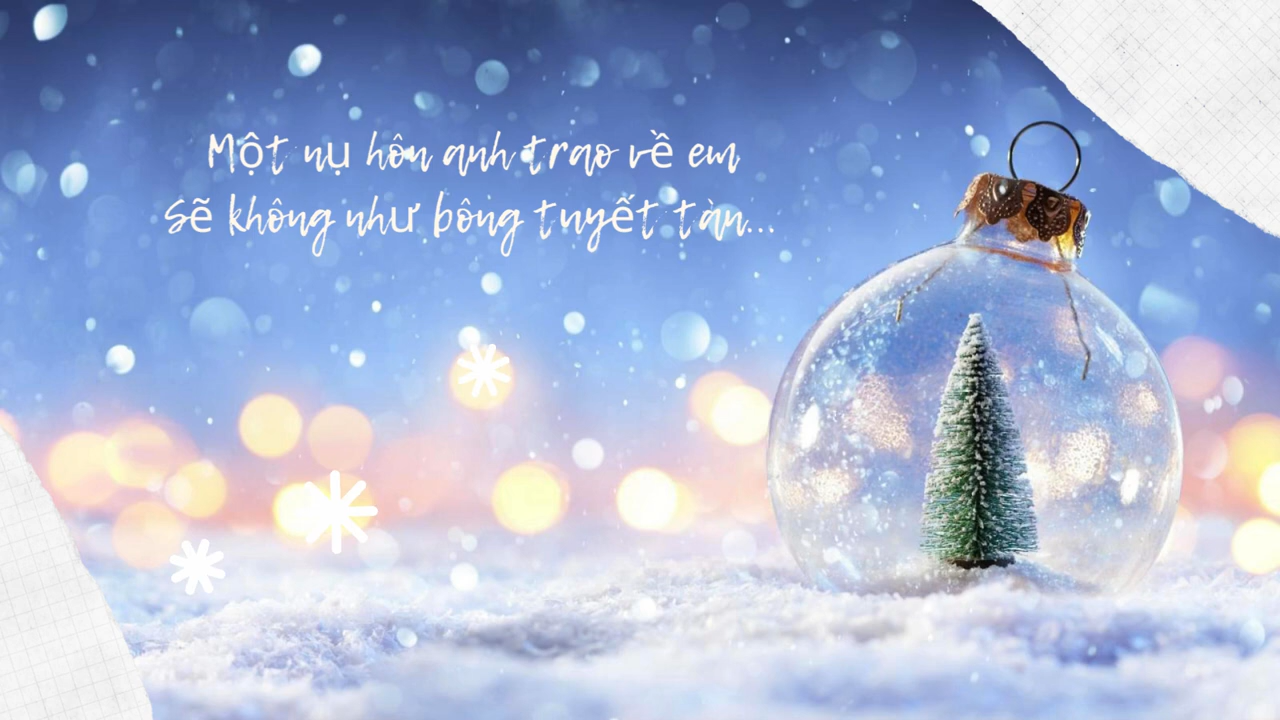 Một nụ hôn anh trao về em
Sẽ không như bông tuyết tàn...